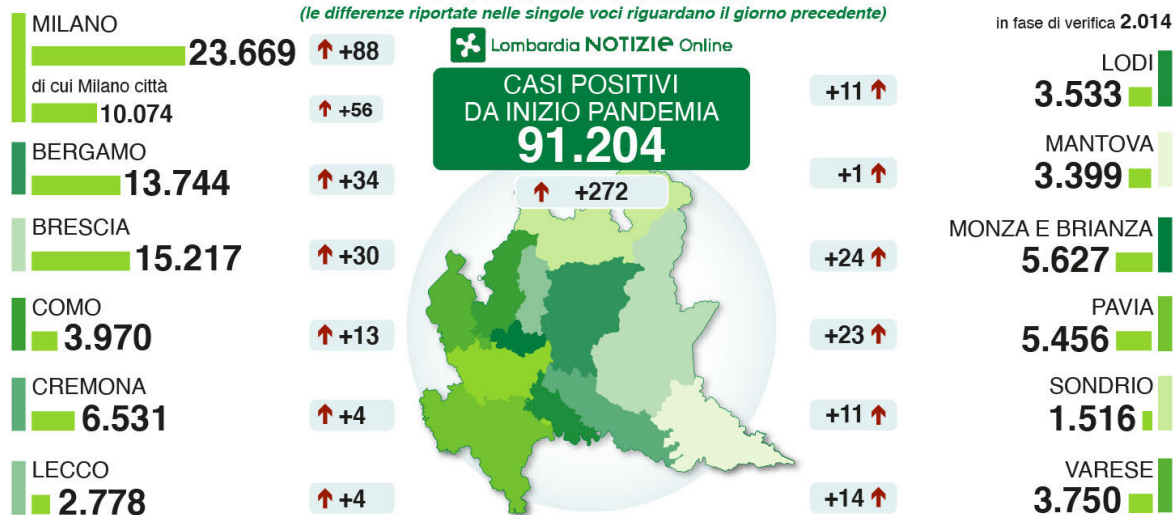 (le differenze riportate nelle singole voci riguardano il giorno precedente)
in fase di verifica 2.014
Lombardia NOTIZIE Online
CASI POSITIVI
DA INIZIO PANDEMIA
91.204
+272
MILANO
23.669 +88
di cui Milano città
10.074 +56
BERGAMO
13.744 +34
BRESCIA
15.217 +30
COMO
3.970 +13
CREMONA
6.531 +4
LECCO
2.778 +4
LODI
+11 3.533
MANTOVA
+1 3.399
MONZA E BRIANZA
+24 5.627
PAVIA
+23 5.456
SONDRIO
+11 1.516
VARESE
+14 3.750